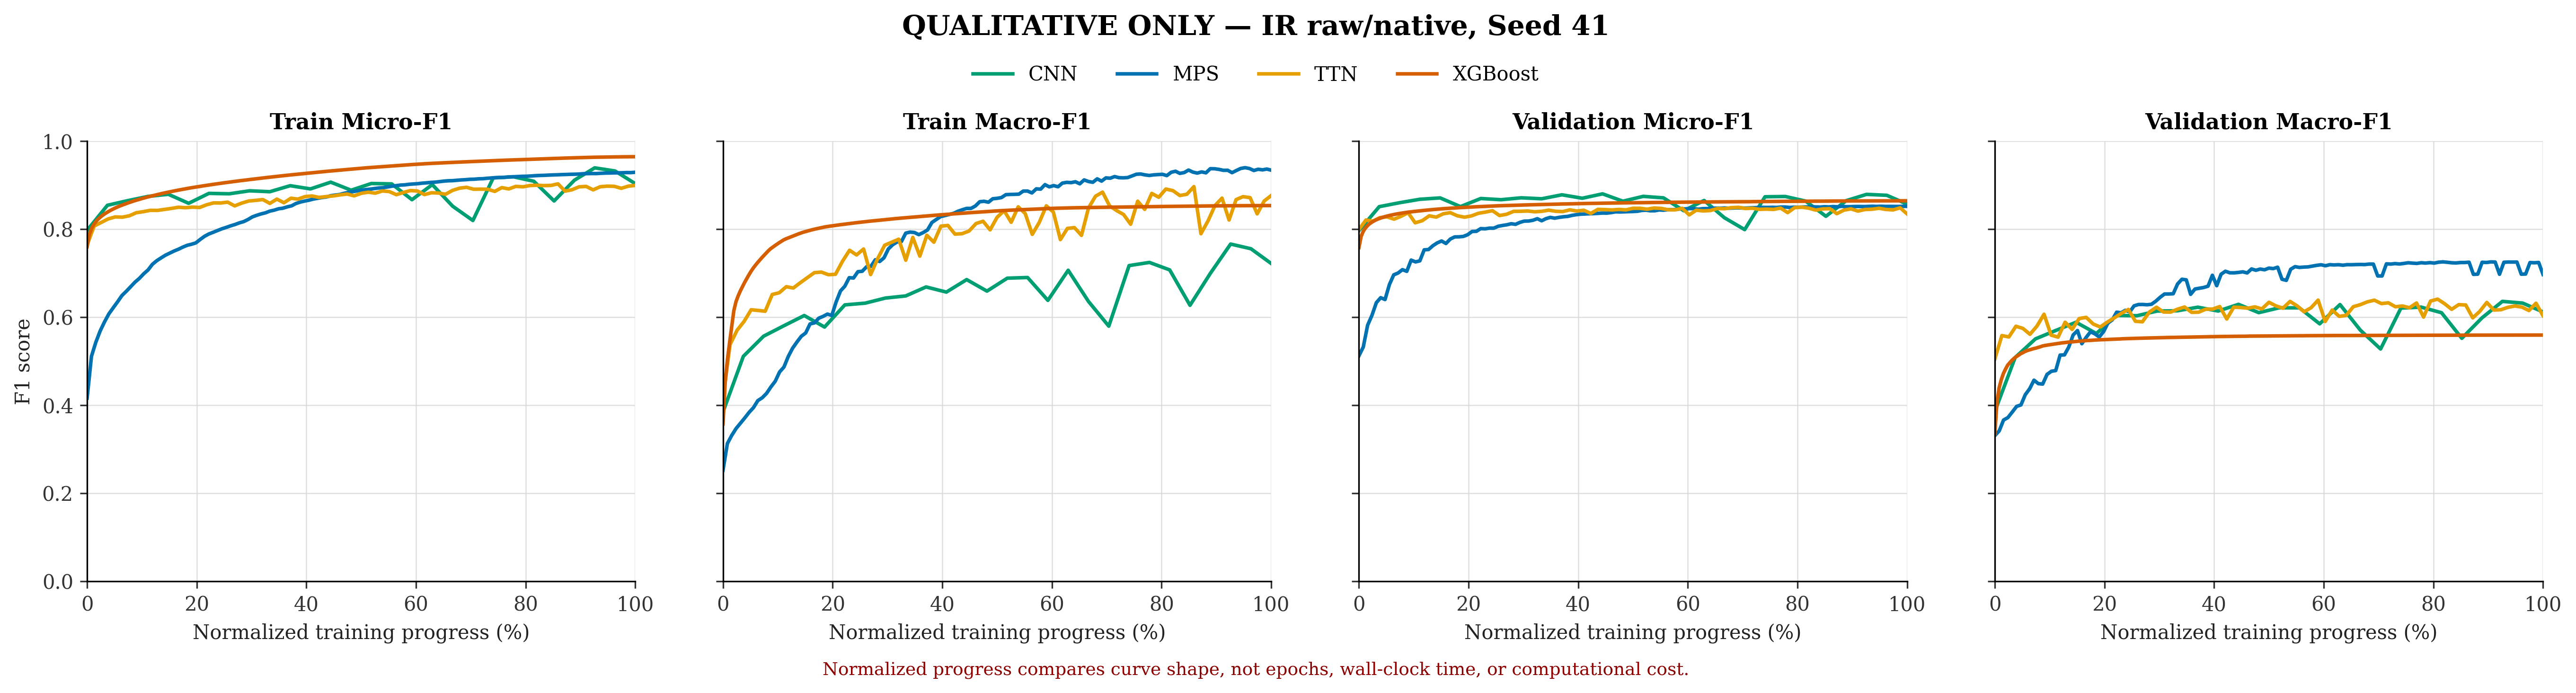 QUALITATIVE ONLY — IR raw/native, Seed 41
CNN MPS TTN XGBoost
Train Micro-F1 Train Macro-F1 Validation Micro-F1 Validation Macro-F1
F1 score
1.0
0.8
0.6
0.4
0.2
0.0
0 20 40 60 80 100 0 20 40 60 80 100 0 20 40 60 80 100 0 20 40 60 80 100
Normalized training progress (%) Normalized training progress (%) Normalized training progress (%) Normalized training progress (%)
Normalized progress compares curve shape, not epochs, wall-clock time, or computational cost.